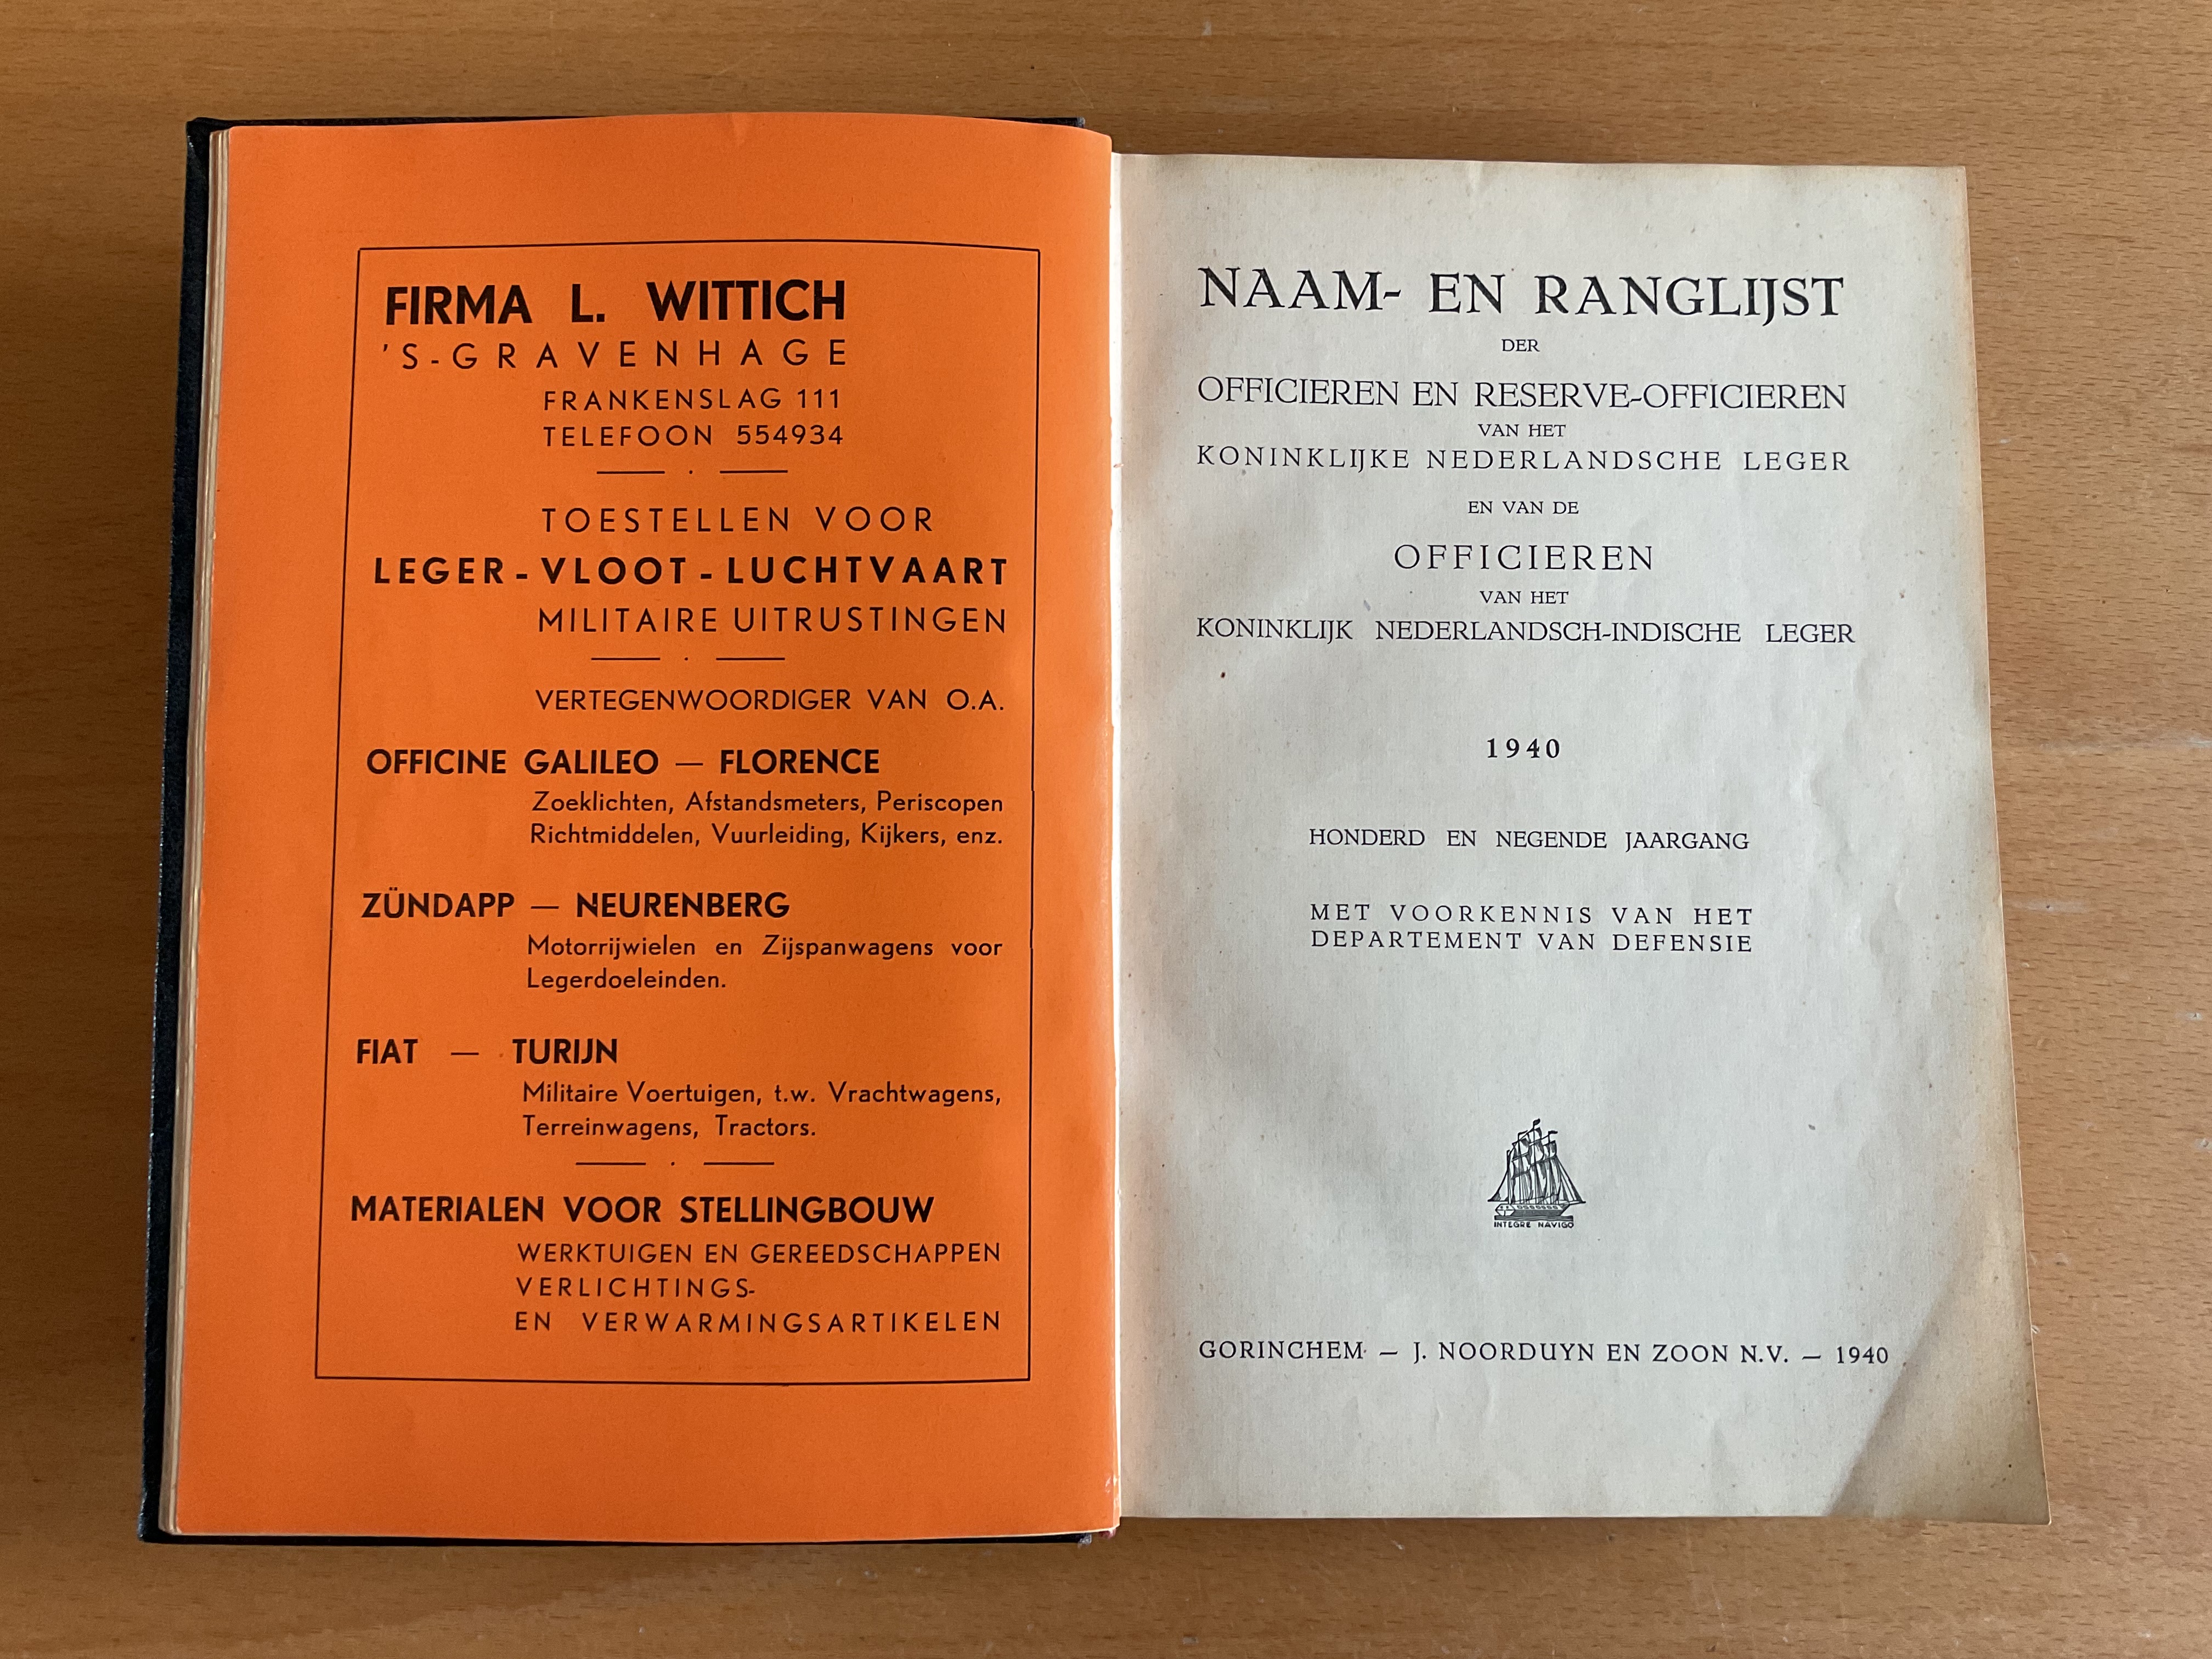 FIRMA L. WITTICH
'S-GRAVENHAGE
FRANKENSLAG 111
TELEFOON 554934
TOESTELLEN VOOR
LEGER - VLOOT - LUCHTVAART
MILITAIRE UITRUSTINGEN
VERTEGENWOORDIGER VAN O.A.
OFFICINE GALILEO — FLORENCE
Zoeklichten, Afstandsmeters, Periscopen
Richtmiddelen, Vuurleiding, Kijkers, enz.
ZÜNDAPP — NEURENBERG
Motorrijwielen en Zijspanwagens voor
Legerdoeleinden.
FIAT — TURIJN
Militaire Voertuigen, t.w. Vrachtwagens,
Terreinwagens, Tractors.
MATERIALEN VOOR STELLINGBOUW
WERKTUIGEN EN GEREEDSCHAPPEN
VERLICHTINGS-
EN VERWARMINGSARTIKELEN
NAAM- EN RANGLIJST
DER
OFFICIEREN EN RESERVE-OFFICIEREN
VAN HET
KONINKLIJKE NEDERLANDSCHE LEGER
EN VAN DE
OFFICIEREN
VAN HET
KONINKLIJK NEDERLANDSCH-INDISCHE LEGER
1940
HONDERD EN NEGENDE JAARGANG
MET VOORKENNIS VAN HET
DEPARTEMENT VAN DEFENSIE
INTEGRE NAVIGO
GORINCHEM — J. NOORDUYN EN ZOON N.V. — 1940